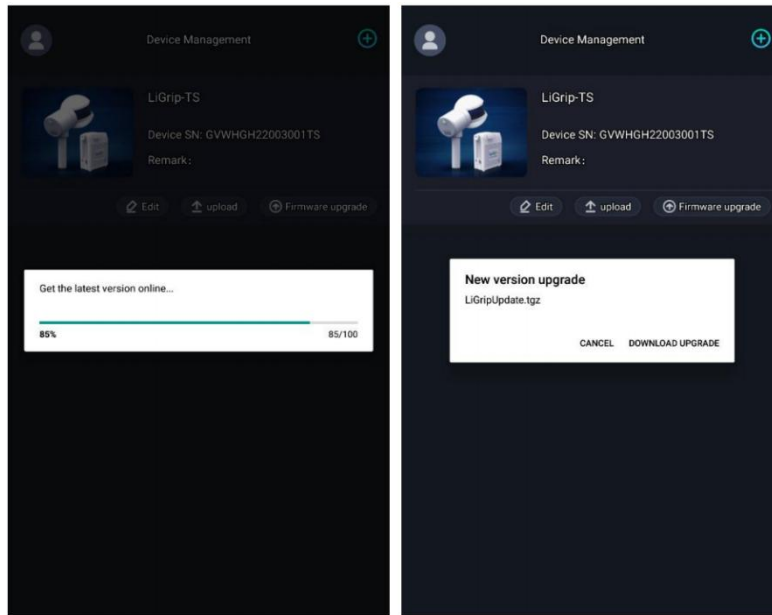 Device Management
LiGrip-TS
Device SN: GVWHGH22003001TS
Remark:
Edit
upload
Firmware upgrade
Get the latest version online...
85%
85/100
Device Management
LiGrip-TS
Device SN: GVWHGH22003001TS
Remark:
Edit
upload
Firmware upgrade
New version upgrade
LiGripUpdate.tgz
CANCEL
DOWNLOAD UPGRADE